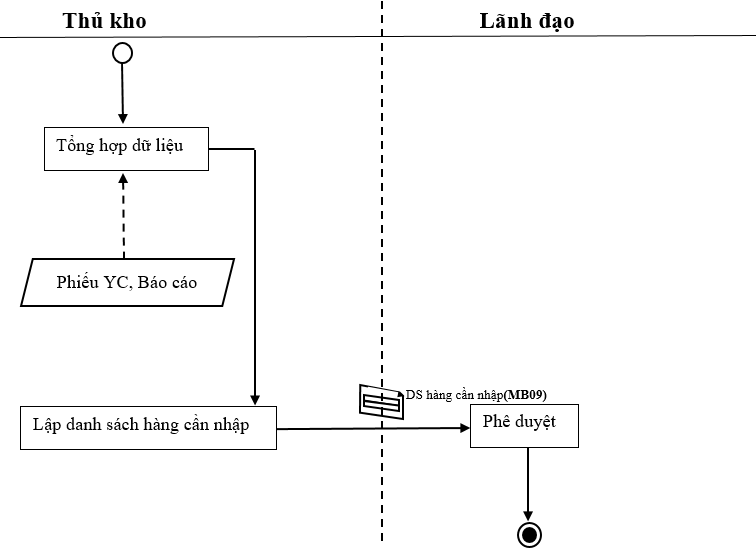 Thủ kho
Lãnh đạo
Tổng hợp dữ liệu
Phiếu YC, Báo cáo
DS hàng cần nhập(MB09)
Lập danh sách hàng cần nhập
Phê duyệt